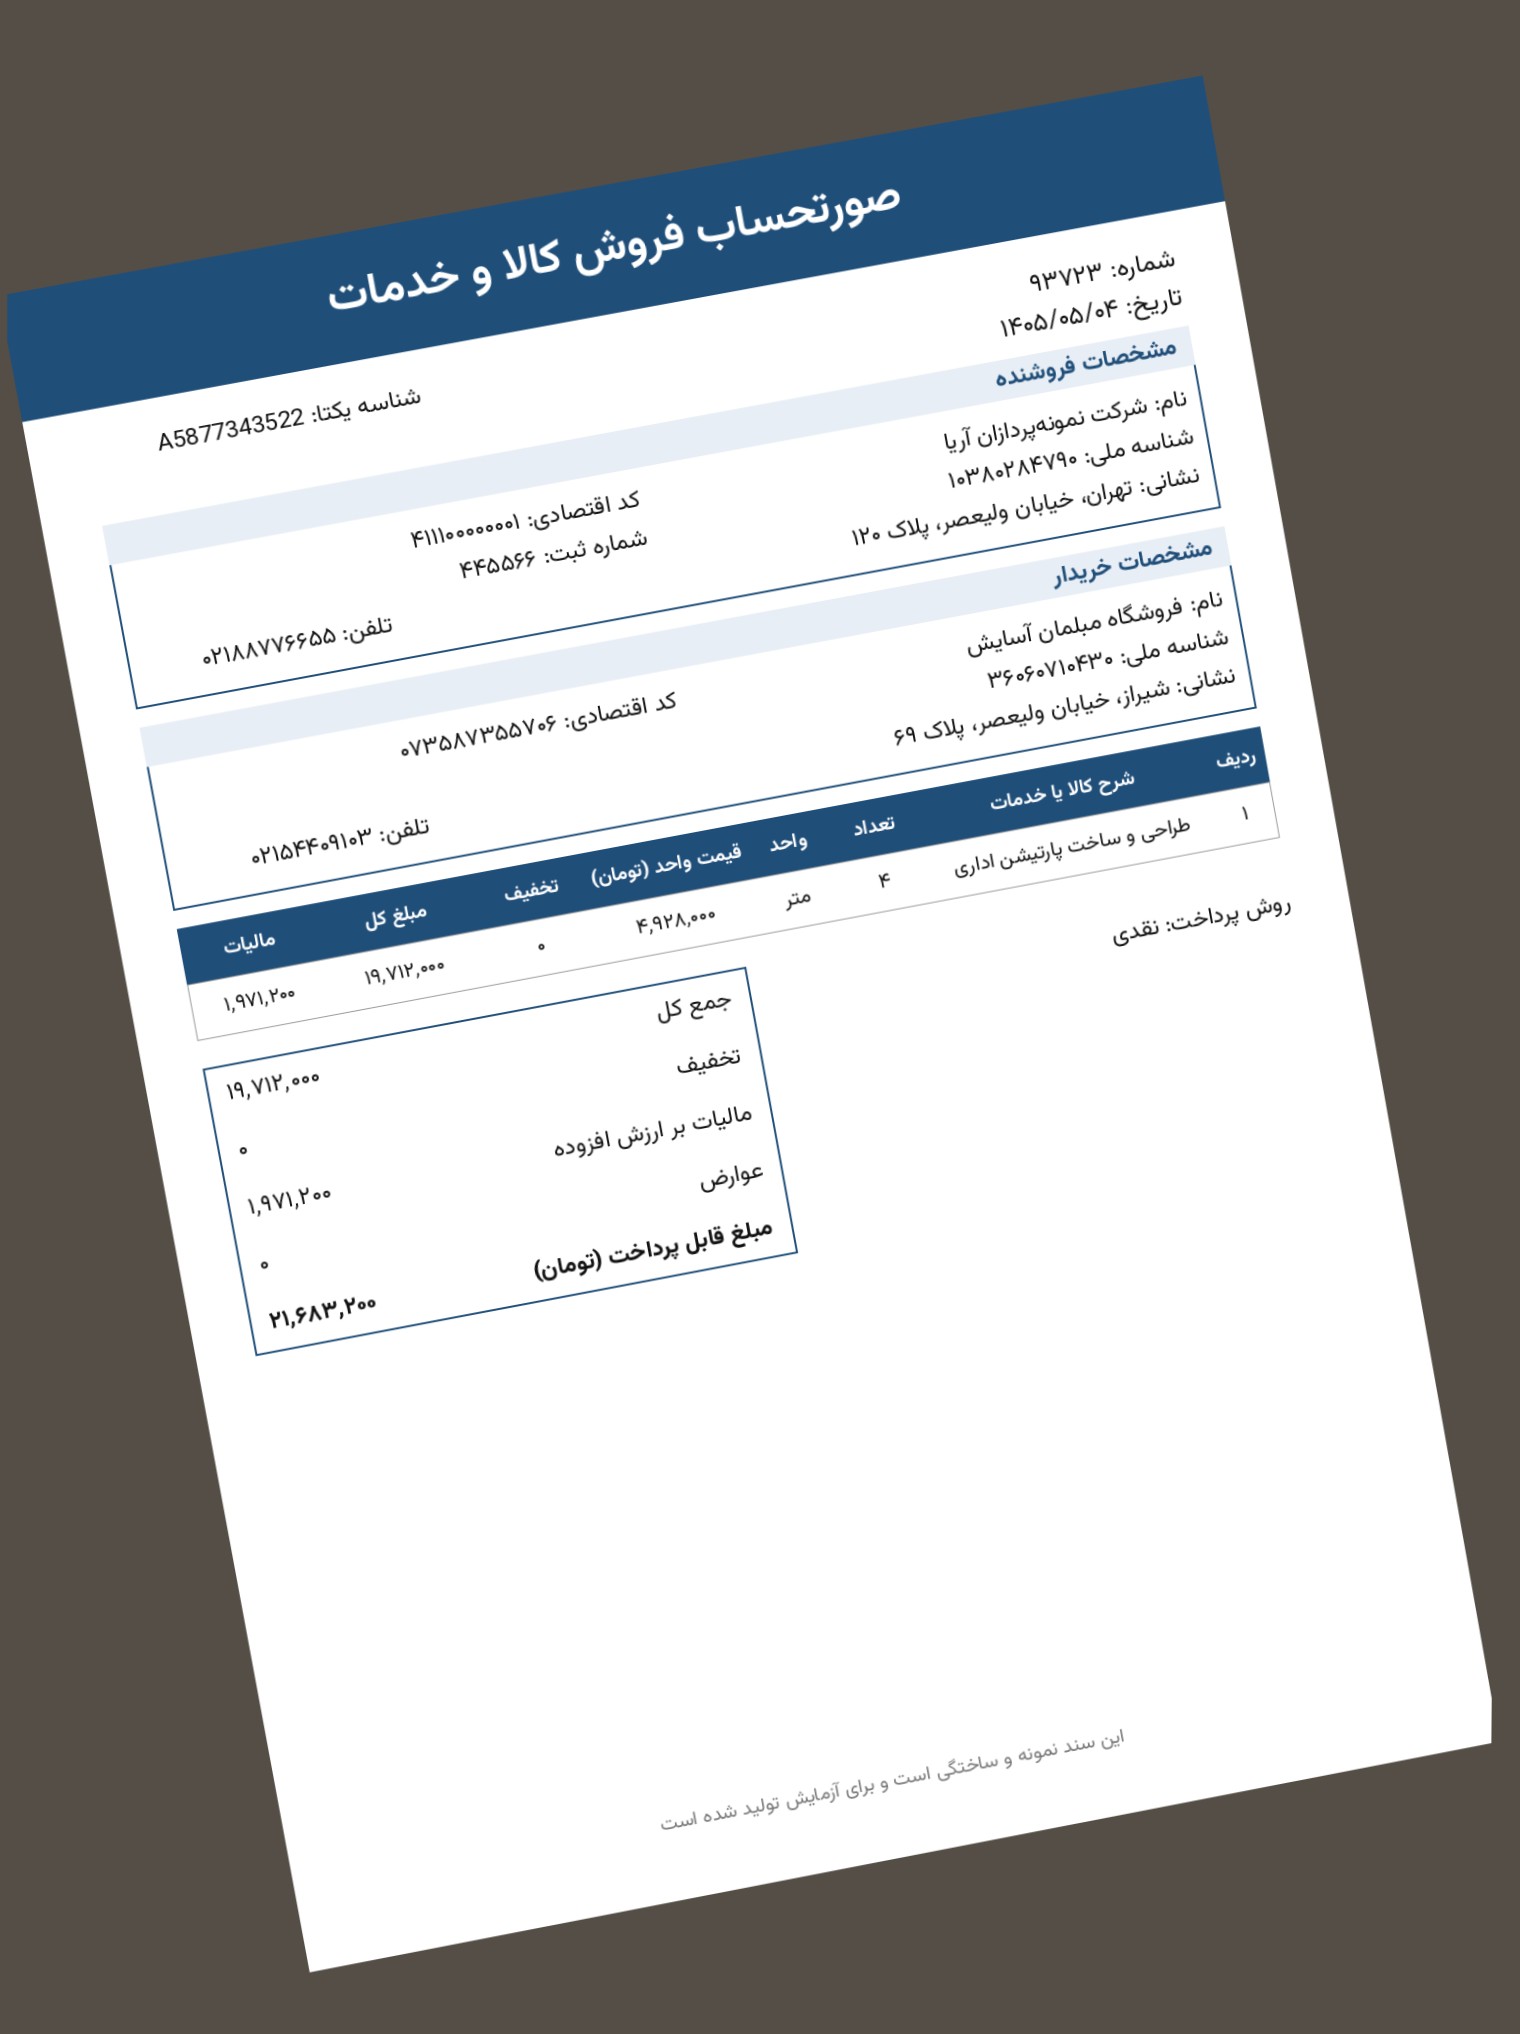 صورتحساب فروش کالا و خدمات
شماره: ۹۳۷۲۳
تاریخ: ۱۴۰۵/۰۵/۰۴
شناسه یکتا: A5877343522
مشخصات فروشنده
نام: شرکت نمونه‌پردازان آریا
شناسه ملی: ۱۰۳۸۰۲۸۴۷۹۰ کد اقتصادی: ۴۱۱۱۰۰۰۰۰۰۰۱
نشانی: تهران، خیابان ولیعصر، پلاک ۱۲۰ شماره ثبت: ۴۴۵۵۶۶
تلفن: ۰۲۱۸۸۷۷۶۶۵۵
مشخصات خریدار
نام: فروشگاه مبلمان آسایش
شناسه ملی: ۳۶۰۶۰۷۱۰۴۳۰ کد اقتصادی: ۰۷۳۵۸۷۳۵۵۷۰۶
نشانی: شیراز، خیابان ولیعصر، پلاک ۶۹
تلفن: ۰۲۱۵۴۴۰۹۱۰۳
ردیف شرح کالا یا خدمات تعداد واحد قیمت واحد (تومان) تخفیف مبلغ کل مالیات
۱ طراحی و ساخت پارتیشن اداری ۴ متر ۴,۹۲۸,۰۰۰ ۰ ۱۹,۷۱۲,۰۰۰ ۱,۹۷۱,۲۰۰
روش پرداخت: نقدی
جمع کل ۱۹,۷۱۲,۰۰۰
تخفیف ۰
مالیات بر ارزش افزوده ۱,۹۷۱,۲۰۰
عوارض ۰
مبلغ قابل پرداخت (تومان) ۲۱,۶۸۳,۲۰۰
این سند نمونه و ساختگی است و برای آزمایش تولید شده است